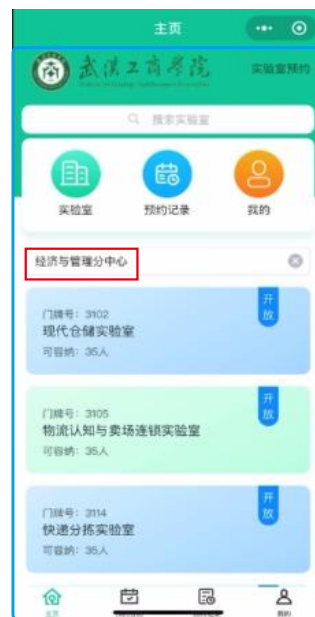 主页
武汉工商学院
实验室预约
搜索实验室
实验室
预约记录
我的
经济与管理分中心
门牌号: 3102
现代仓储实验室
可容纳: 35人
开放
门牌号: 3105
物流认知与卖场连锁实验室
可容纳: 35人
开放
门牌号: 3114
快递分拣实验室
可容纳: 35人
开放
主页
我的